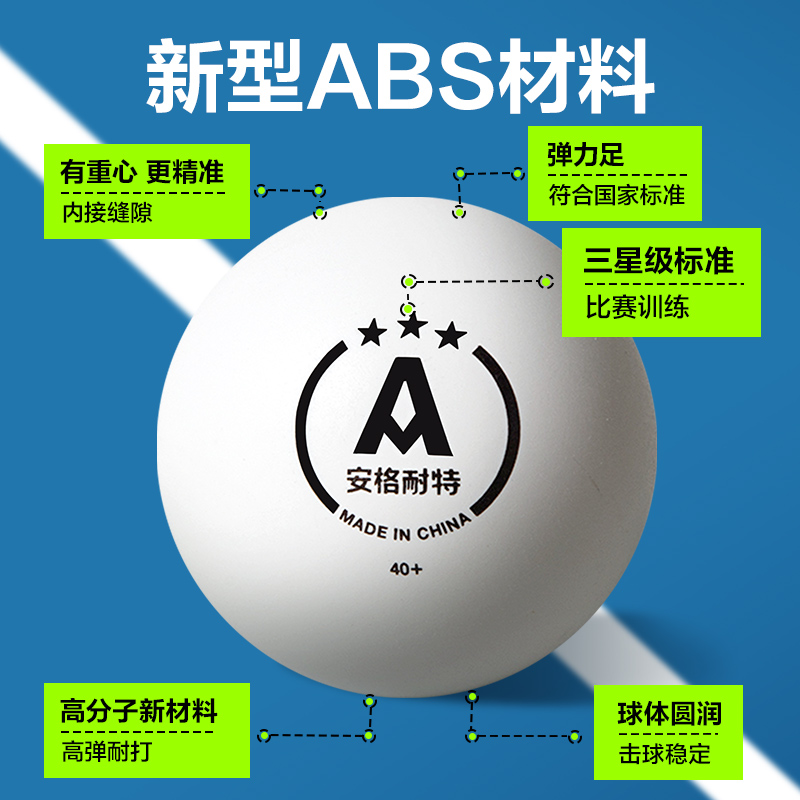 新型ABS材料
有重心 更精准
内接缝隙
弹力足
符合国家标准
三星级标准
比赛训练
A
安格耐特
MADE IN CHINA
40+
高分子新材料
高弹耐打
球体圆润
击球稳定